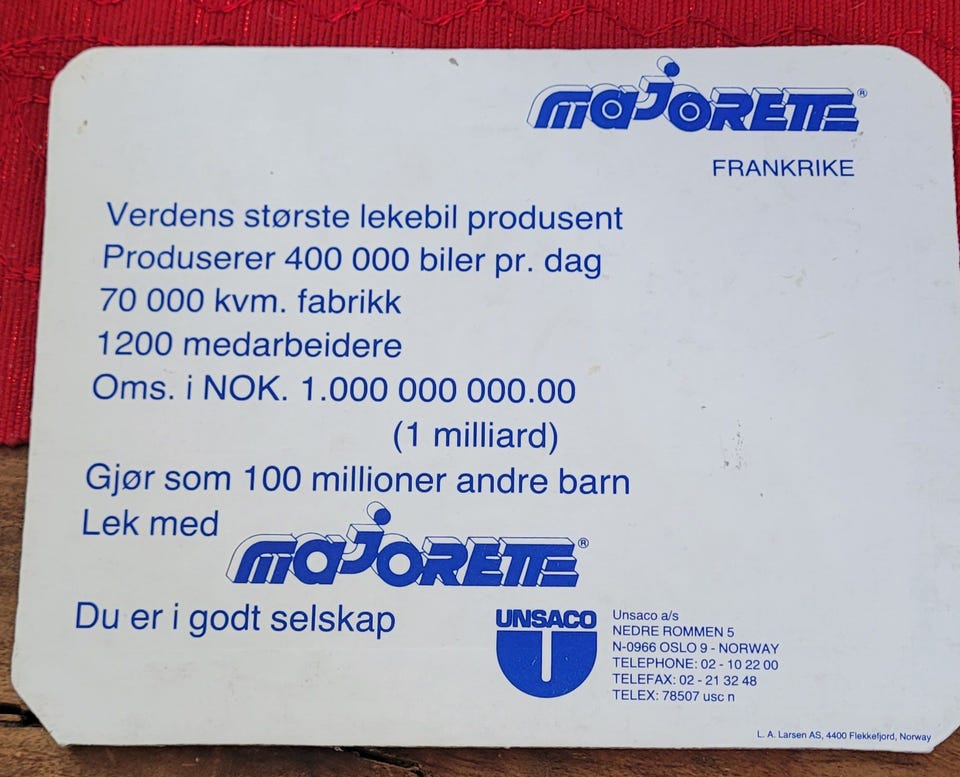 majorette®
FRANKRIKE
Verdens største lekebil produsent
Produserer 400 000 biler pr. dag
70 000 kvm. fabrikk
1200 medarbeidere
Oms. i NOK. 1.000 000 000.00
(1 milliard)
Gjør som 100 millioner andre barn
Lek med
majorette®
Du er i godt selskap
UNSACO
Unsaco a/s
NEDRE ROMMEN 5
N-0966 OSLO 9 - NORWAY
TELEPHONE: 02 - 10 22 00
TELEFAX: 02 - 21 32 48
TELEX: 78507 usc n
L. A. Larsen AS, 4400 Flekkefjord, Norway